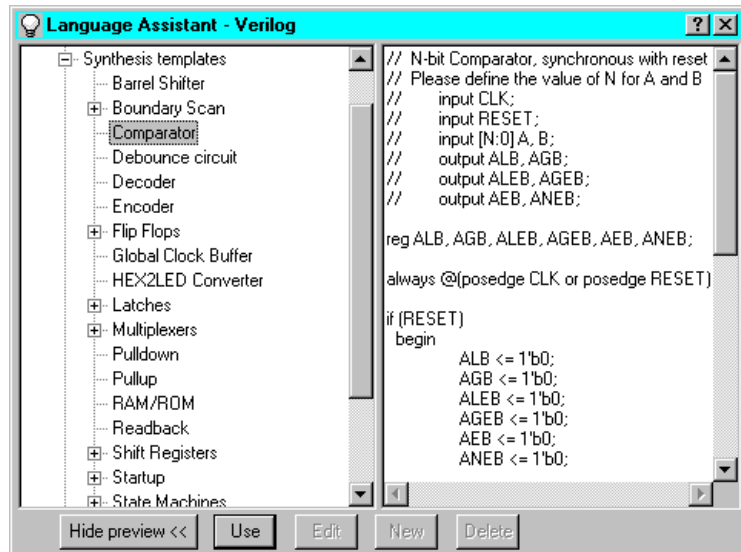 Language Assistant - Verilog
Synthesis templates
Barrel Shifter
Boundary Scan
Comparator
Debounce circuit
Decoder
Encoder
Flip Flops
Global Clock Buffer
HEX2LED Converter
Latches
Multiplexers
Pulldown
Pullup
RAM/ROM
Readback
Shift Registers
Startup
State Machines
// N-bit Comparator, synchronous with reset
// Please define the value of N for A and B
// input CLK;
// input RESET;
// input [N:0] A, B;
// output ALB, AGB;
// output ALEB, AGEB;
// output AEB, ANEB;
reg ALB, AGB, ALEB, AGEB, AEB, ANEB;
always @(posedge CLK or posedge RESET)
if (RESET)
begin
ALB <= 1'b0;
AGB <= 1'b0;
ALEB <= 1'b0;
AGEB <= 1'b0;
AEB <= 1'b0;
ANEB <= 1'b0;
Hide preview << Use Edit New Delete